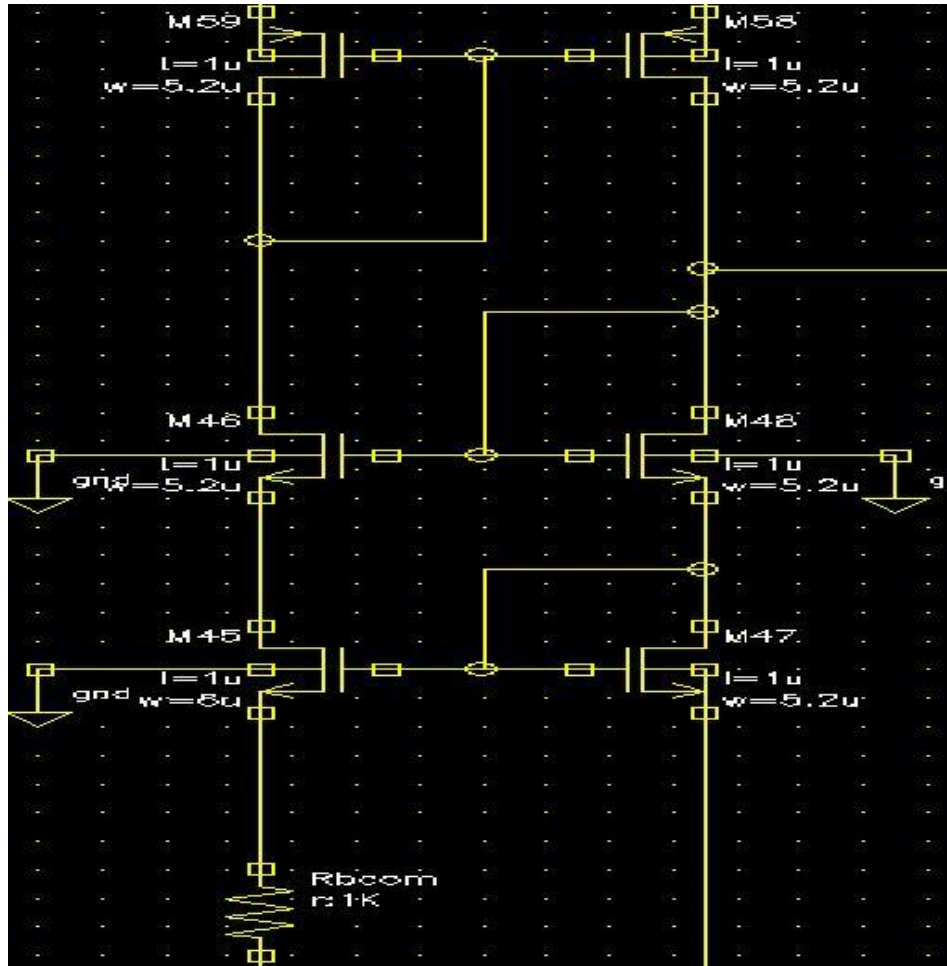 M59
l=1u
w=5.2u
M58
l=1u
w=5.2u
M46
l=1u
gnd
w=5.2u
M48
l=1u
w=5.2u
g
M45
l=1u
gnd
w=6u
M47
l=1u
w=5.2u
Rbcom
r:1K